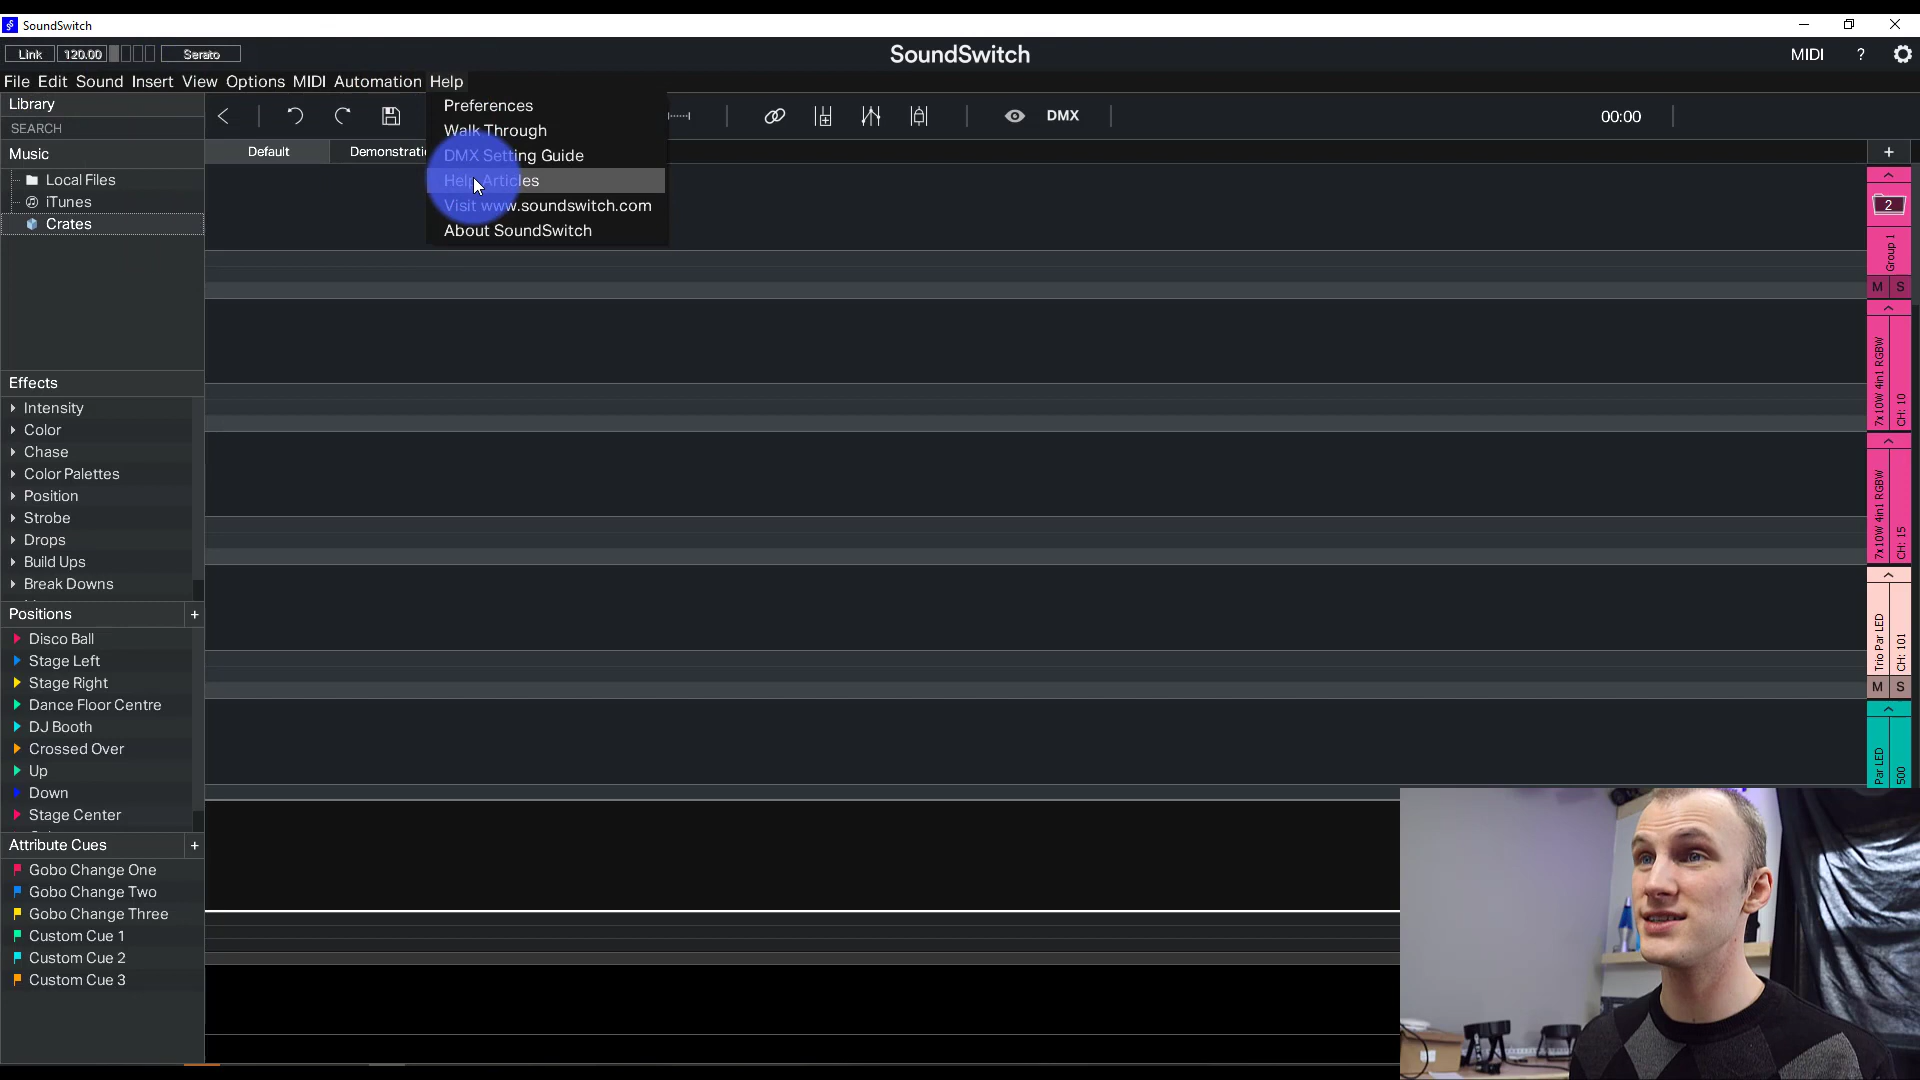 SoundSwitch
Link 120.00 Serato
SoundSwitch
MIDI ?
File Edit Sound Insert View Options MIDI Automation Help
Library
SEARCH
Music
Local Files
iTunes
Crates
Preferences
Walk Through
DMX Setting Guide
Help Articles
Visit www.soundswitch.com
About SoundSwitch
DMX
00:00
Default
Demonstrati
+
2
Group 1
M S
7x10W 4in1 RGBW
CH: 10
7x10W 4in1 RGBW
CH: 15
Trio Par LED
CH: 101
M S
Par LED
500
Effects
Intensity
Color
Chase
Color Palettes
Position
Strobe
Drops
Build Ups
Break Downs
Positions +
Disco Ball
Stage Left
Stage Right
Dance Floor Centre
DJ Booth
Crossed Over
Up
Down
Stage Center
Attribute Cues +
Gobo Change One
Gobo Change Two
Gobo Change Three
Custom Cue 1
Custom Cue 2
Custom Cue 3